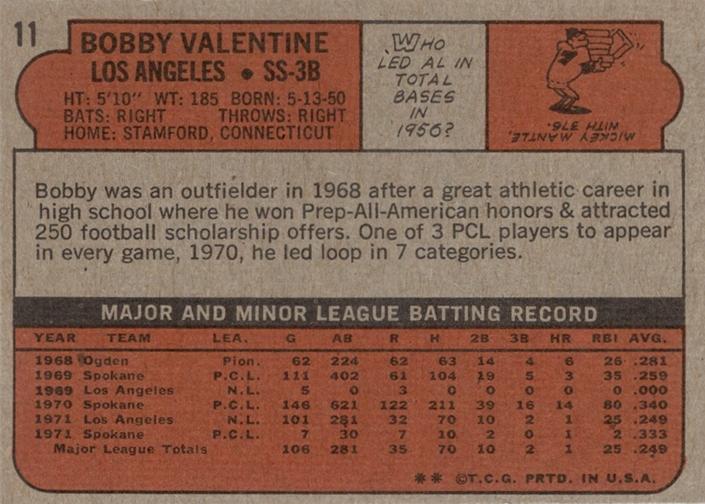 11
BOBBY VALENTINE
LOS ANGELES • SS-3B
HT: 5'10" WT: 185 BORN: 5-13-50
BATS: RIGHT THROWS: RIGHT
HOME: STAMFORD, CONNECTICUT
WHO
LED AL IN
TOTAL
BASES
IN
1956?
MICKEY MANTLE
WITH 376.
Bobby was an outfielder in 1968 after a great athletic career in
high school where he won Prep-All-American honors & attracted
250 football scholarship offers. One of 3 PCL players to appear
in every game, 1970, he led loop in 7 categories.
MAJOR AND MINOR LEAGUE BATTING RECORD
YEAR TEAM LEA. G AB R H 2B 3B HR RBI AVG.
1968 Ogden Pion. 62 224 62 63 14 4 6 26 .281
1969 Spokane P.C.L. 111 402 61 104 19 5 3 35 .259
1969 Los Angeles N.L. 5 0 3 0 0 0 0 0 .000
1970 Spokane P.C.L. 146 621 122 211 39 16 14 80 .340
1971 Los Angeles N.L. 101 281 32 70 10 2 1 25 .249
1971 Spokane P.C.L. 7 30 7 10 2 0 1 2 .333
Major League Totals 106 281 35 70 10 2 1 25 .249
** ©T.C.G. PRTD. IN U.S.A.